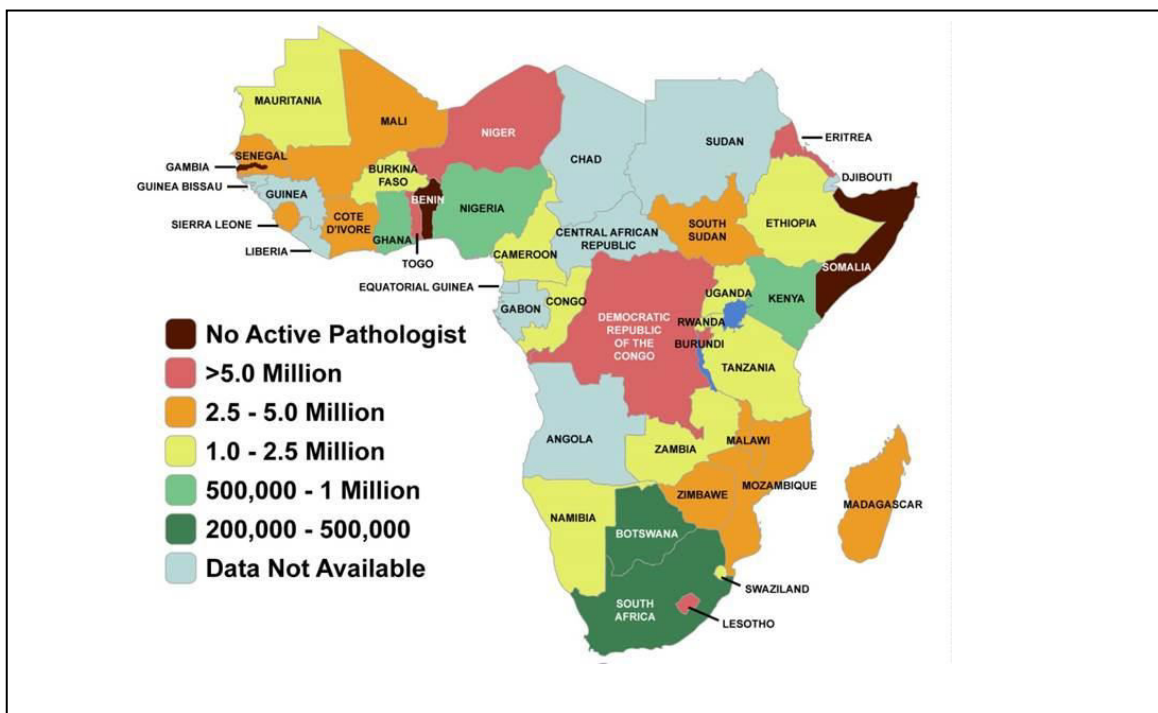 MAURITANIA
MALI
NIGER
CHAD
SUDAN
ERITREA
SENEGAL
GAMBIA
GUINEA BISSAU
GUINEA
BURKINA
FASO
BENIN
NIGERIA
DJIBOUTI
SIERRA LEONE
COTE
D'IVORE
GHANA
TOGO
LIBERIA
CAMEROON
CENTRAL AFRICAN
REPUBLIC
SOUTH
SUDAN
ETHIOPIA
SOMALIA
EQUATORIAL GUINEA
GABON
CONGO
DEMOCRATIC
REPUBLIC
OF THE
CONGO
UGANDA
KENYA
RWANDA
BURUNDI
TANZANIA
No Active Pathologist
>5.0 Million
2.5 - 5.0 Million
1.0 - 2.5 Million
500,000 - 1 Million
200,000 - 500,000
Data Not Available
ANGOLA
ZAMBIA
MALAWI
MOZAMBIQUE
ZIMBAWE
MADAGASCAR
NAMIBIA
BOTSWANA
SWAZILAND
SOUTH
AFRICA
LESOTHO